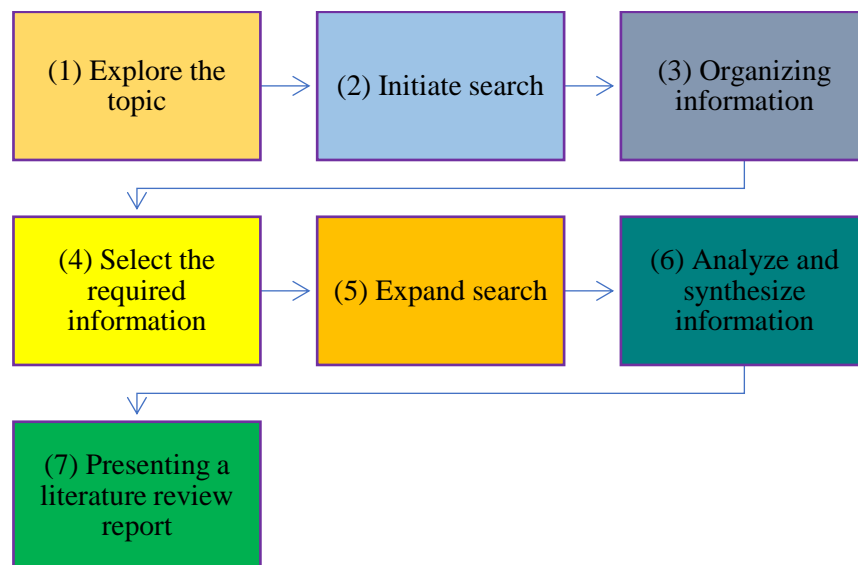 (1) Explore the
topic
(2) Initiate search
(3) Organizing
information
(4) Select the
required
information
(5) Expand search
(6) Analyze and
synthesize
information
(7) Presenting a
literature review
report